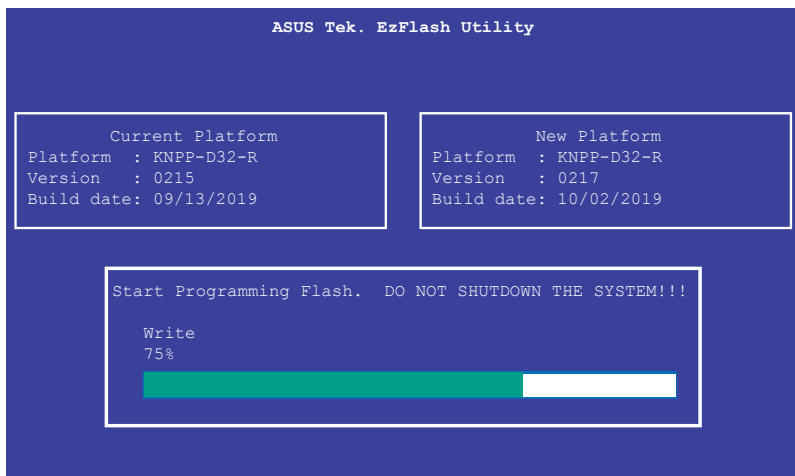 ASUS Tek. EzFlash Utility
Current Platform
Platform : KNPP-D32-R
Version : 0215
Build date: 09/13/2019
New Platform
Platform : KNPP-D32-R
Version : 0217
Build date: 10/02/2019
Start Programming Flash. DO NOT SHUTDOWN THE SYSTEM!!!
Write
75%